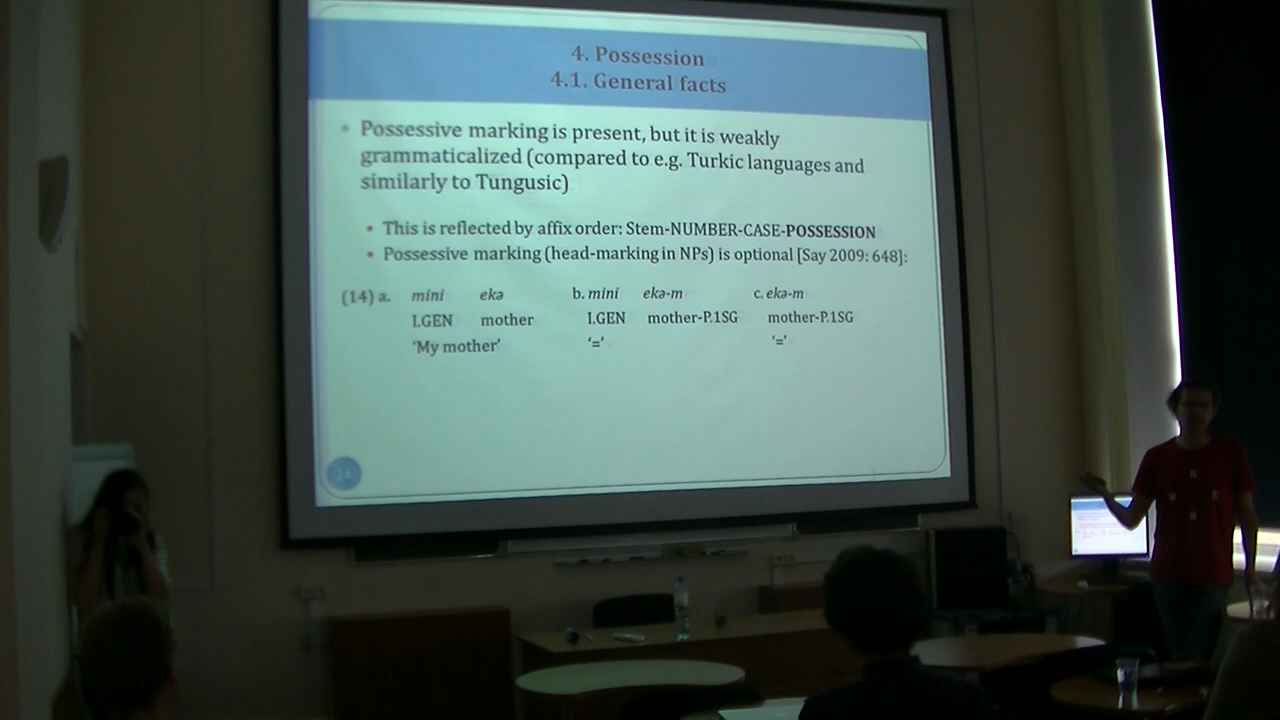 4. Possession
4.1. General facts
• Possessive marking is present, but it is weakly
grammaticalized (compared to e.g. Turkic languages and
similarly to Tungusic)
• This is reflected by affix order: Stem-NUMBER-CASE-POSSESSION
• Possessive marking (head-marking in NPs) is optional [Say 2009: 648]:
(14) a. mini ekə b. mini ekə-m c. ekə-m
I.GEN mother I.GEN mother-P.1SG mother-P.1SG
‘My mother’ ‘=’ ‘=’
24